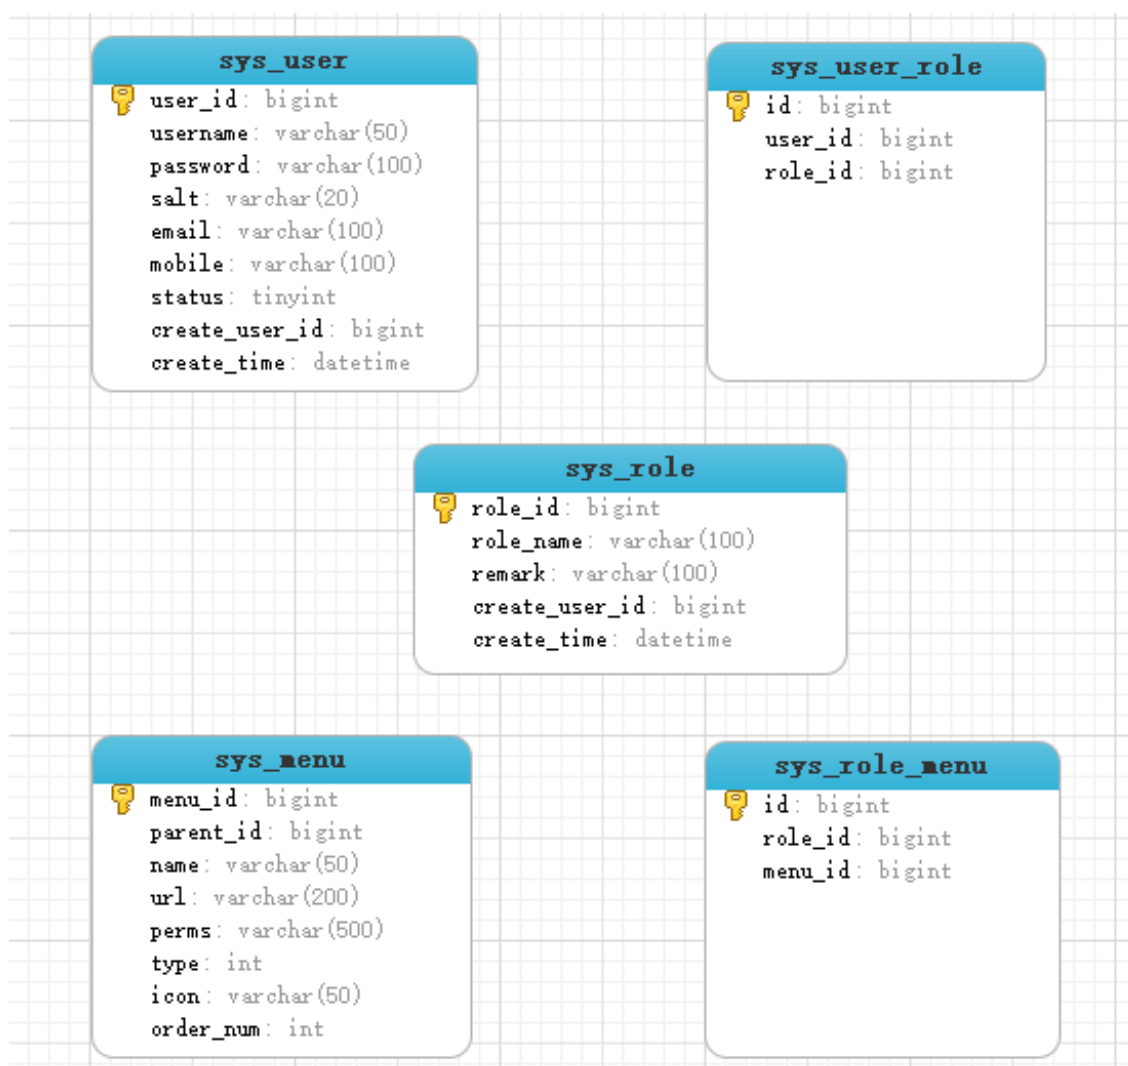 sys_user
user_id: bigint
username: varchar(50)
password: varchar(100)
salt: varchar(20)
email: varchar(100)
mobile: varchar(100)
status: tinyint
create_user_id: bigint
create_time: datetime
sys_user_role
id: bigint
user_id: bigint
role_id: bigint
sys_role
role_id: bigint
role_name: varchar(100)
remark: varchar(100)
create_user_id: bigint
create_time: datetime
sys_menu
menu_id: bigint
parent_id: bigint
name: varchar(50)
url: varchar(200)
perms: varchar(500)
type: int
icon: varchar(50)
order_num: int
sys_role_menu
id: bigint
role_id: bigint
menu_id: bigint